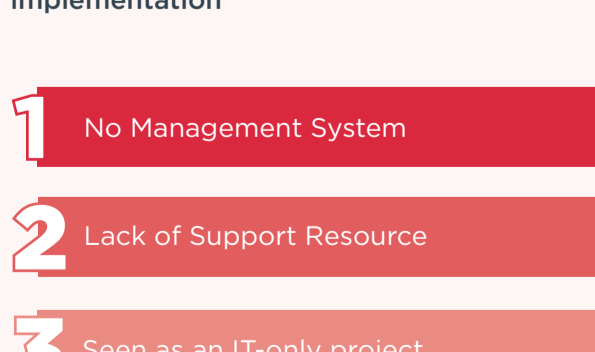 implementation
1 No Management System
2 Lack of Support Resource
3 Seen as an IT-only project